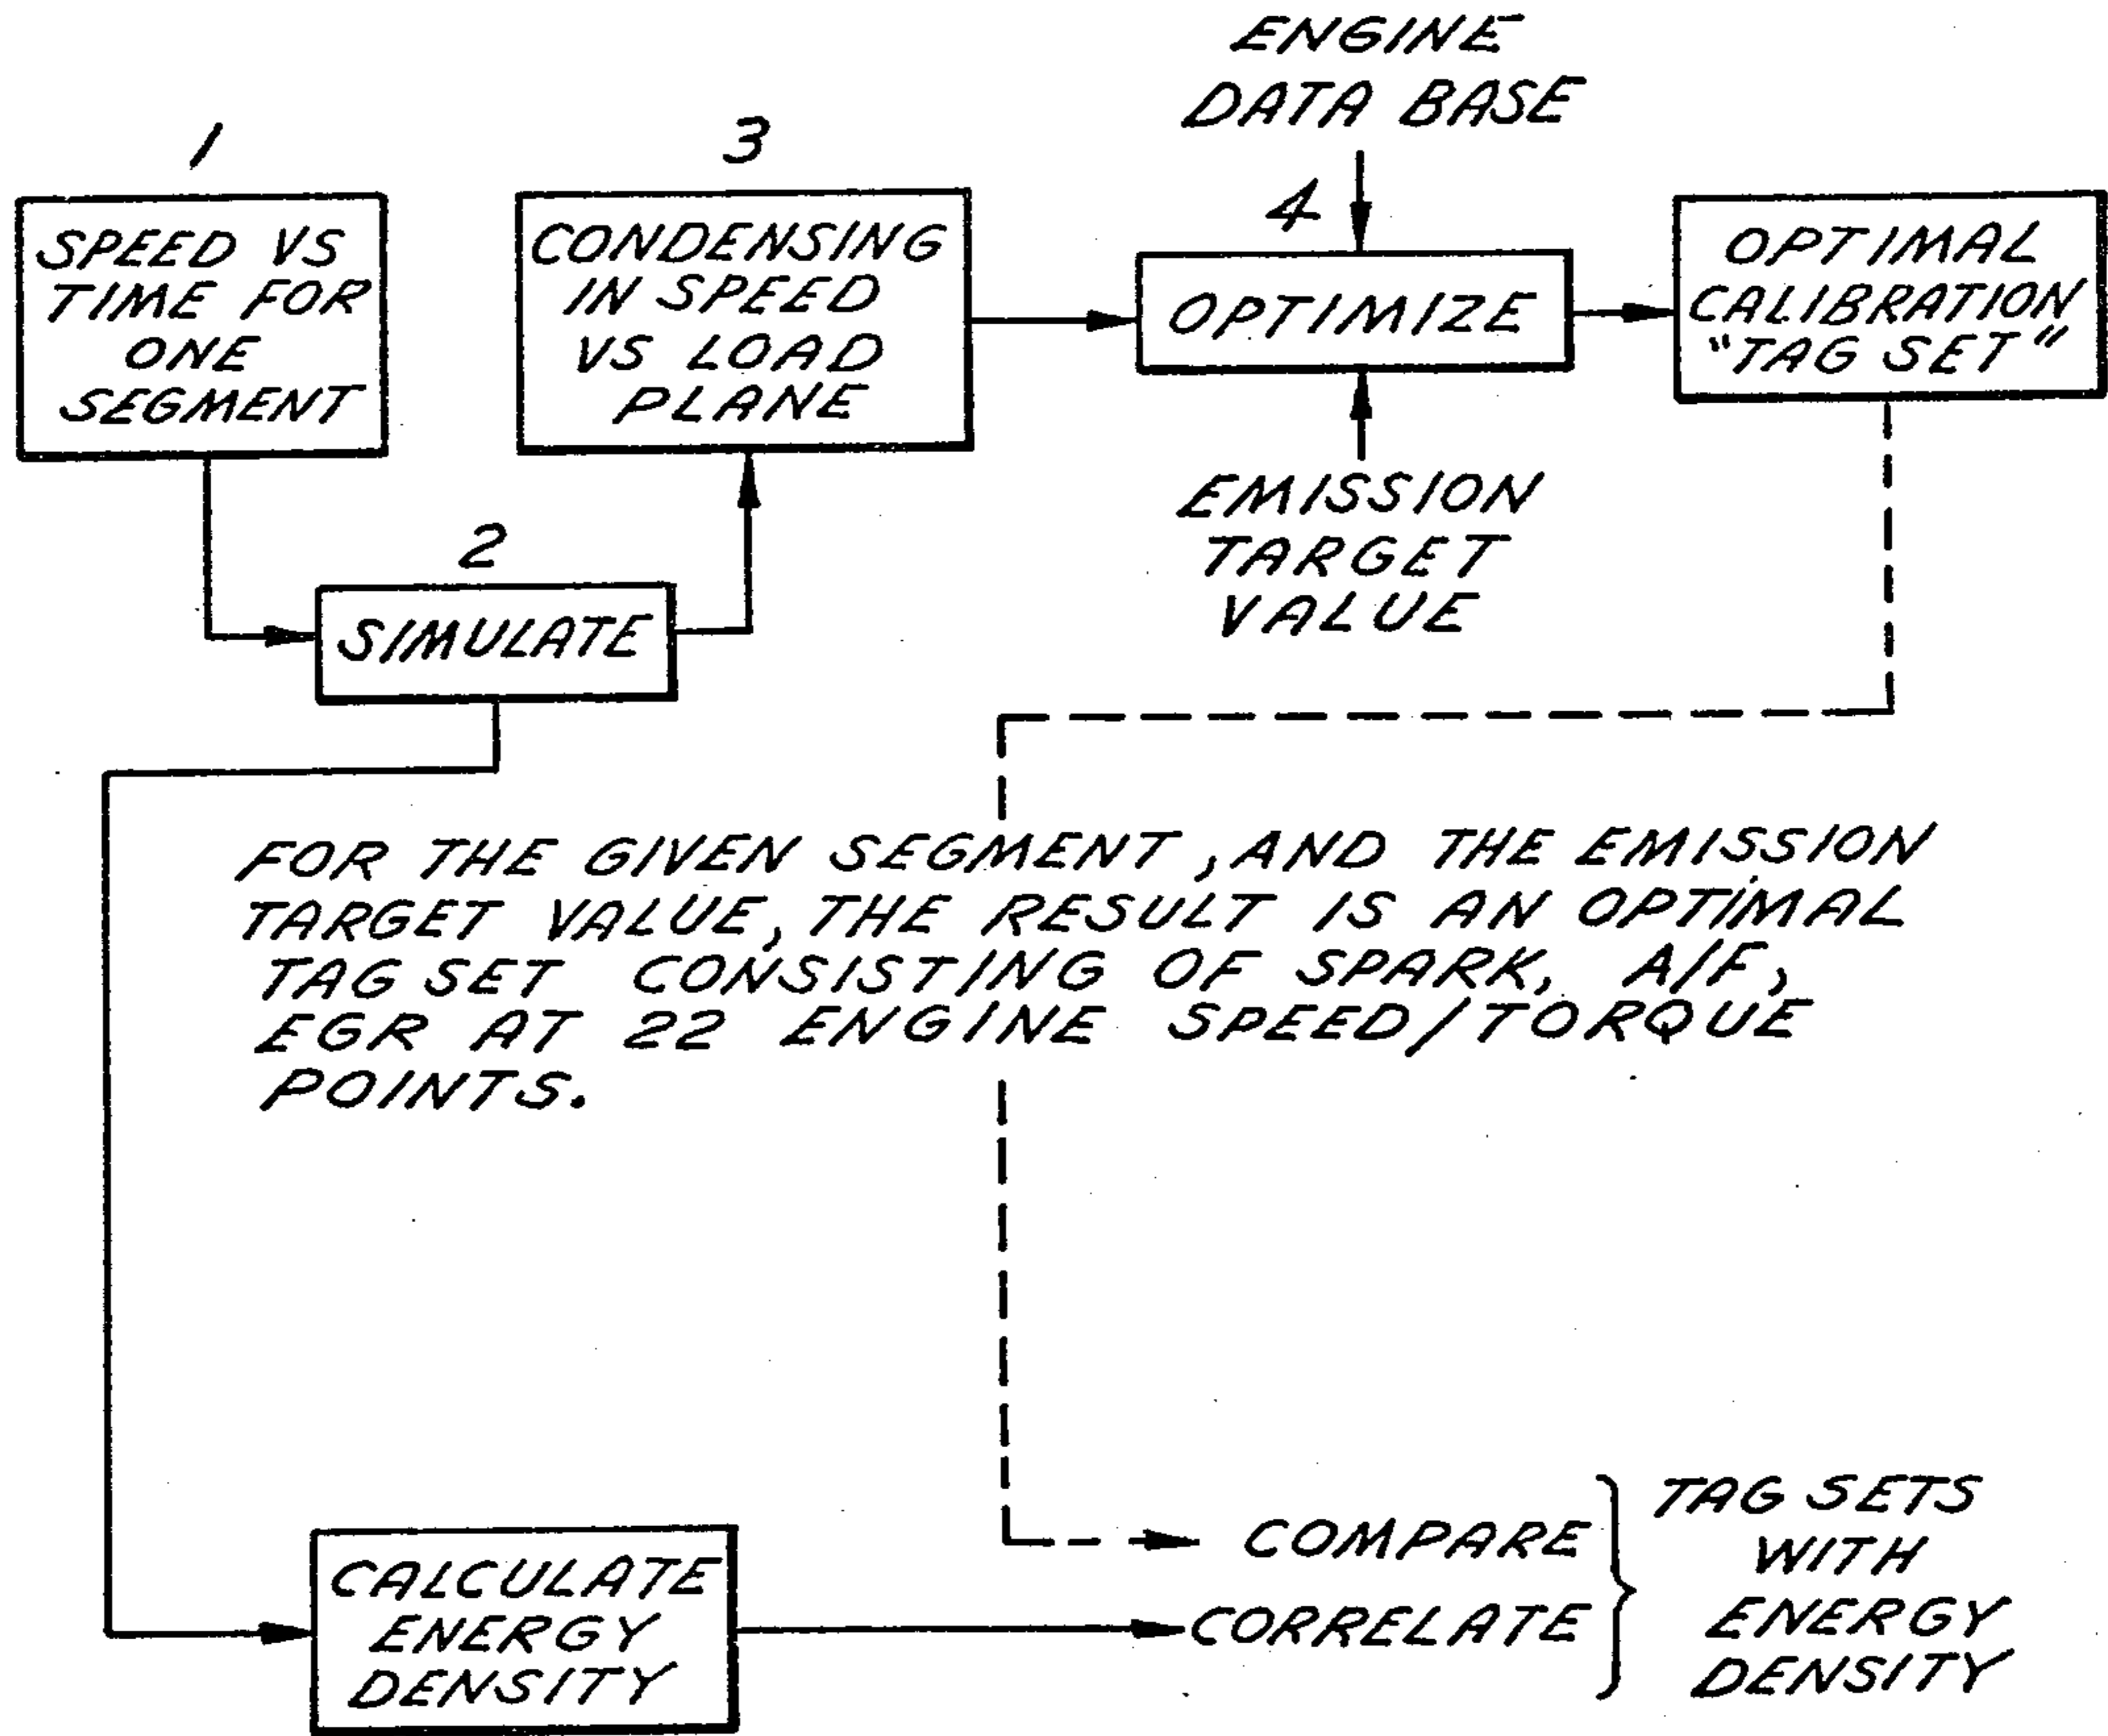 ENGINE
DATA BASE
1
3
4
SPEED VS
TIME FOR
ONE
SEGMENT
CONDENSING
IN SPEED
VS LOAD
PLANE
OPTIMIZE
OPTIMAL
CALIBRATION
"TAG SET"
EMISSION
TARGET
VALUE
2
SIMULATE
FOR THE GIVEN SEGMENT, AND THE EMISSION
TARGET VALUE, THE RESULT IS AN OPTIMAL
TAG SET CONSISTING OF SPARK, A/F,
EGR AT 22 ENGINE SPEED/TORQUE
POINTS.
CALCULATE
ENERGY
DENSITY
COMPARE
CORRELATE
TAG SETS
WITH
ENERGY
DENSITY